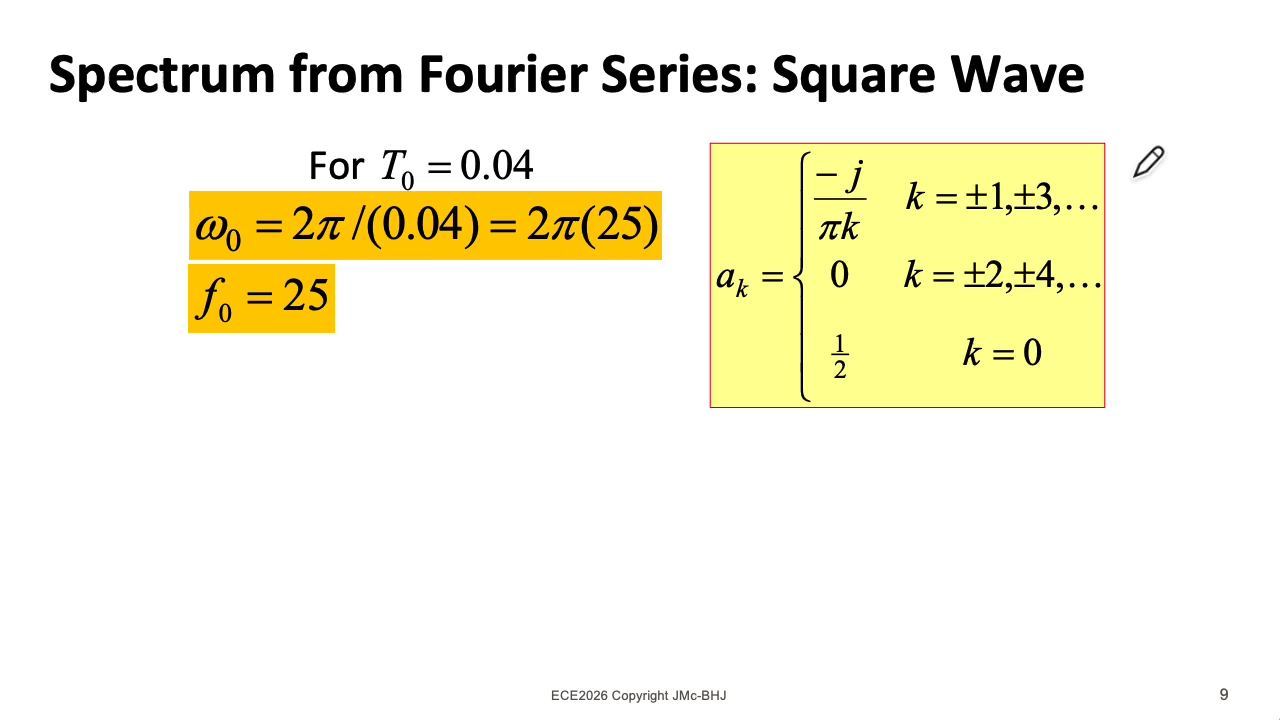 Spectrum from Fourier Series: Square Wave
For T₀ = 0.04
ω₀ = 2π/(0.04) = 2π(25)
f₀ = 25
−j/πk k = ±1,±3,…
aₖ = { 0 k = ±2,±4,…
½ k = 0
ECE2026 Copyright JMc-BHJ
9